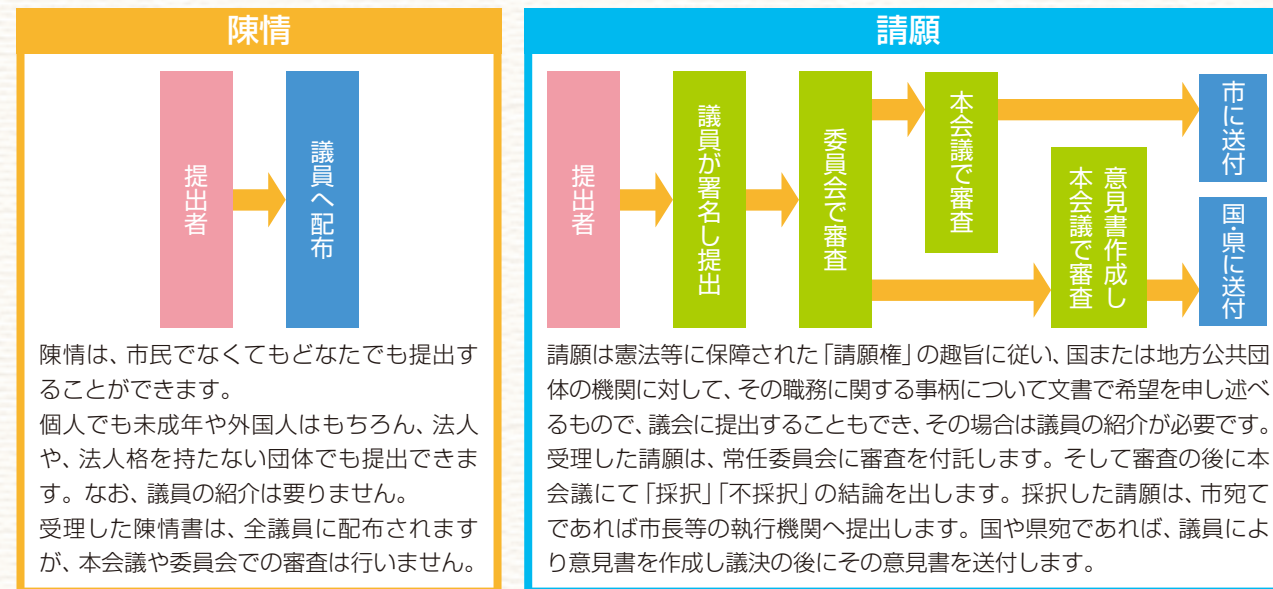 陳情
提出者
議員へ配布
陳情は、市民でなくてもどなたでも提出す
ることができます。
個人でも未成年や外国人はもちろん、法人
や、法人格を持たない団体でも提出できま
す。なお、議員の紹介は要りません。
受理した陳情書は、全議員に配布されます
が、本会議や委員会での審査は行いません。
請願
提出者
議員が署名し提出
委員会で審査
本会議で審査
市に送付
意見書作成し
本会議で審査
国・県に送付
請願は憲法等に保障された「請願権」の趣旨に従い、国または地方公共団
体の機関に対して、その職務に関する事柄について文書で希望を申し述べ
るもので、議会に提出することもでき、その場合は議員の紹介が必要です。
受理した請願は、常任委員会に審査を付託します。そして審査の後に本
会議にて「採択」「不採択」の結論を出します。採択した請願は、市宛て
であれば市長等の執行機関へ提出します。国や県宛であれば、議員によ
り意見書を作成し議決の後にその意見書を送付します。